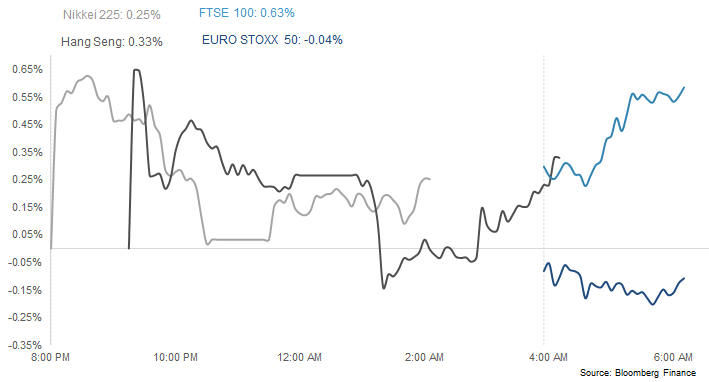 Nikkei 225: 0.25% FTSE 100: 0.63%
Hang Seng: 0.33% EURO STOXX 50: -0.04%
0.65%
0.55%
0.45%
0.35%
0.25%
0.15%
0.05%
-0.05%
-0.15%
-0.25%
-0.35%
8:00 PM 10:00 PM 12:00 AM 2:00 AM 4:00 AM 6:00 AM
Source: Bloomberg Finance